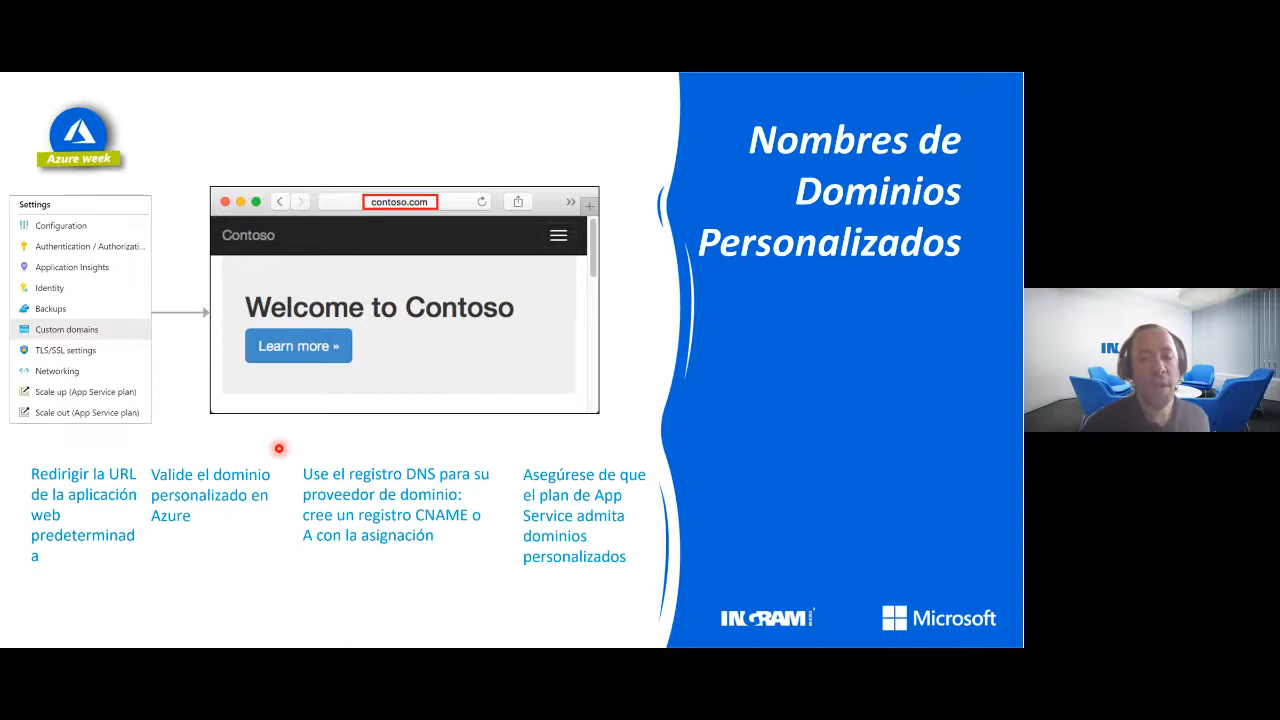 Azure week
Nombres de
Dominios
Personalizados
Settings
Configuration
Authentication / Authorizati...
Application Insights
Identity
Backups
Custom domains
TLS/SSL settings
Networking
Scale up (App Service plan)
Scale out (App Service plan)
contoso.com
Contoso
Welcome to Contoso
Learn more »
Redirigir la URL
de la aplicación
web
predeterminad
a
Valide el dominio
personalizado en
Azure
Use el registro DNS para su
proveedor de dominio:
cree un registro CNAME o
A con la asignación
Asegúrese de que
el plan de App
Service admita
dominios
personalizados
INGRAM
Microsoft
IN